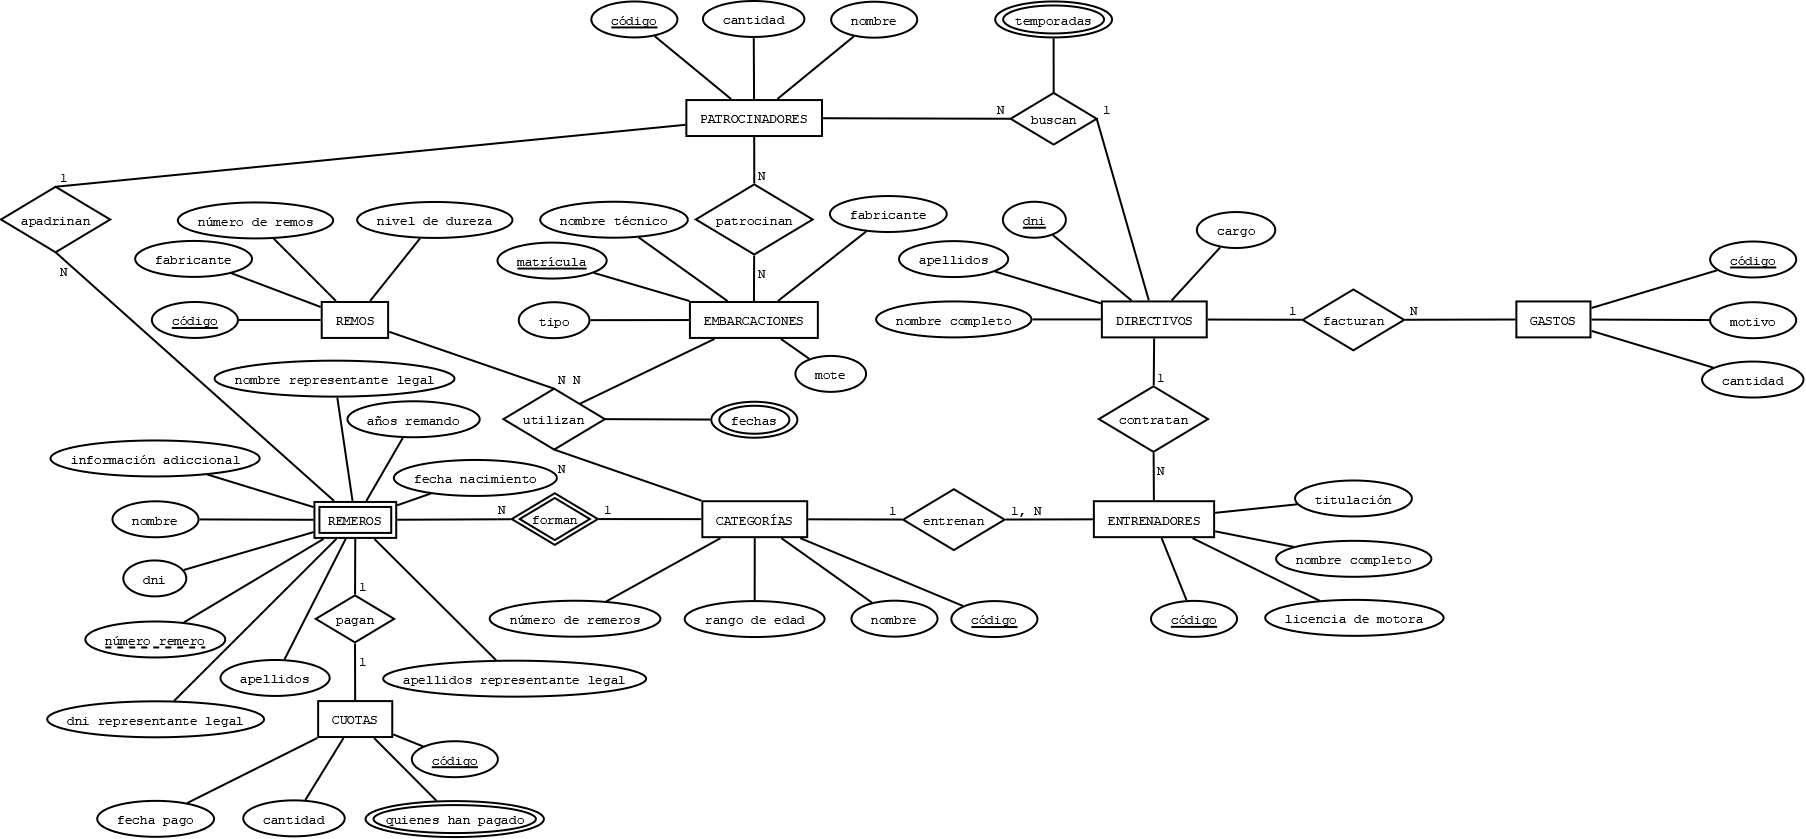 código
cantidad
nombre
temporadas
PATROCINADORES
N
buscan
1
1
apadrinan
N
número de remos
nivel de dureza
fabricante
código
REMOS
N
patrocinan
N
nombre técnico
fabricante
matrícula
tipo
EMBARCACIONES
mote
dni
cargo
apellidos
nombre completo
DIRECTIVOS
1
facturan
N
GASTOS
código
motivo
cantidad
N N
utilizan
fechas
N
1
contratan
N
nombre representante legal
años remando
información adiccional
fecha nacimiento
nombre
REMEROS
N
forman
1
CATEGORÍAS
1
entrenan
1, N
ENTRENADORES
titulación
nombre completo
licencia de motora
código
dni
número remero
dni representante legal
apellidos
apellidos representante legal
1
pagan
1
número de remeros
rango de edad
nombre
código
CUOTAS
código
fecha pago
cantidad
quienes han pagado